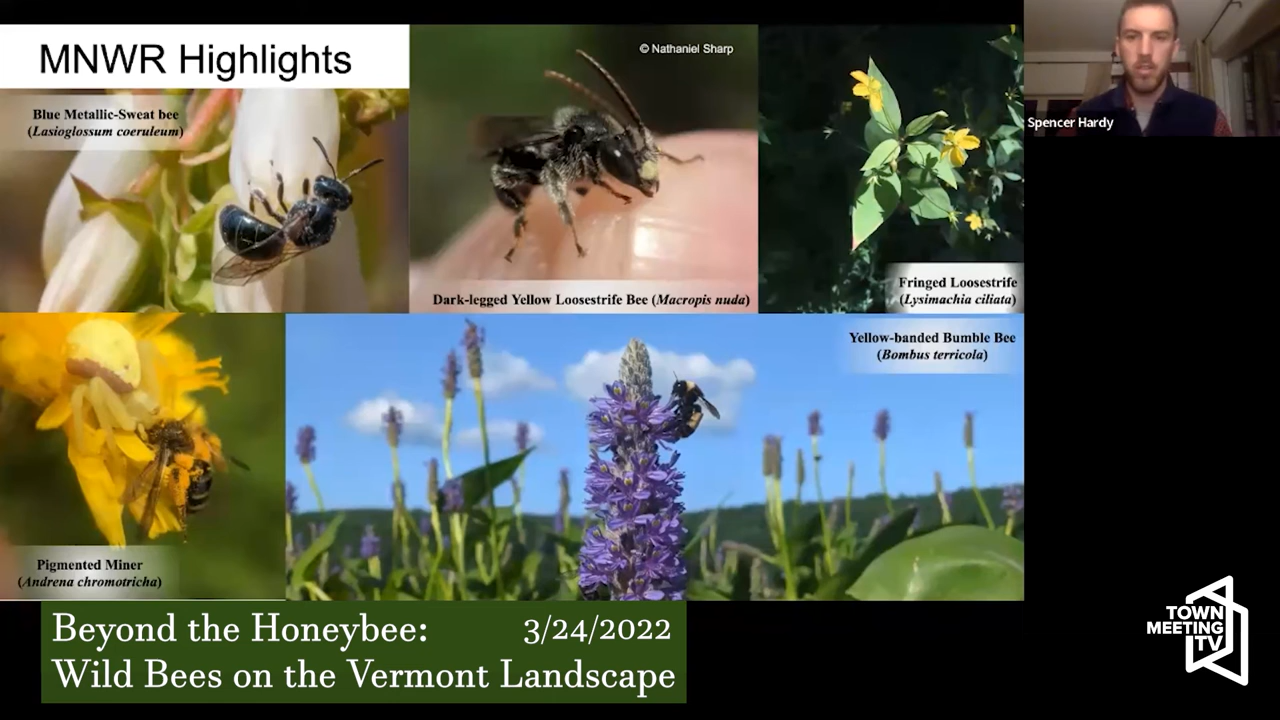 MNWR Highlights
Blue Metallic-Sweat bee
(Lasioglossum coeruleum)
© Nathaniel Sharp
Dark-legged Yellow Loosestrife Bee (Macropis nuda)
Fringed Loosestrife
(Lysimachia ciliata)
Spencer Hardy
Pigmented Miner
(Andrena chromotricha)
Yellow-banded Bumble Bee
(Bombus terricola)
Beyond the Honeybee: 3/24/2022
Wild Bees on the Vermont Landscape
TOWN
MEETING
TV